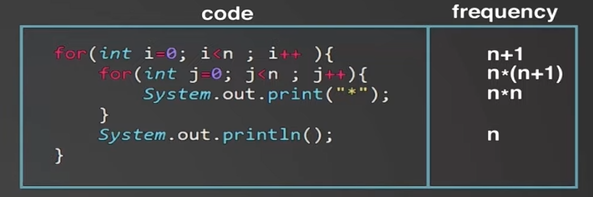 code frequency
for(int i=0; i<n ; i++ ){ n+1
for(int j=0; j<n ; j++){ n*(n+1)
System.out.print("*"); n*n
}
System.out.println(); n
}